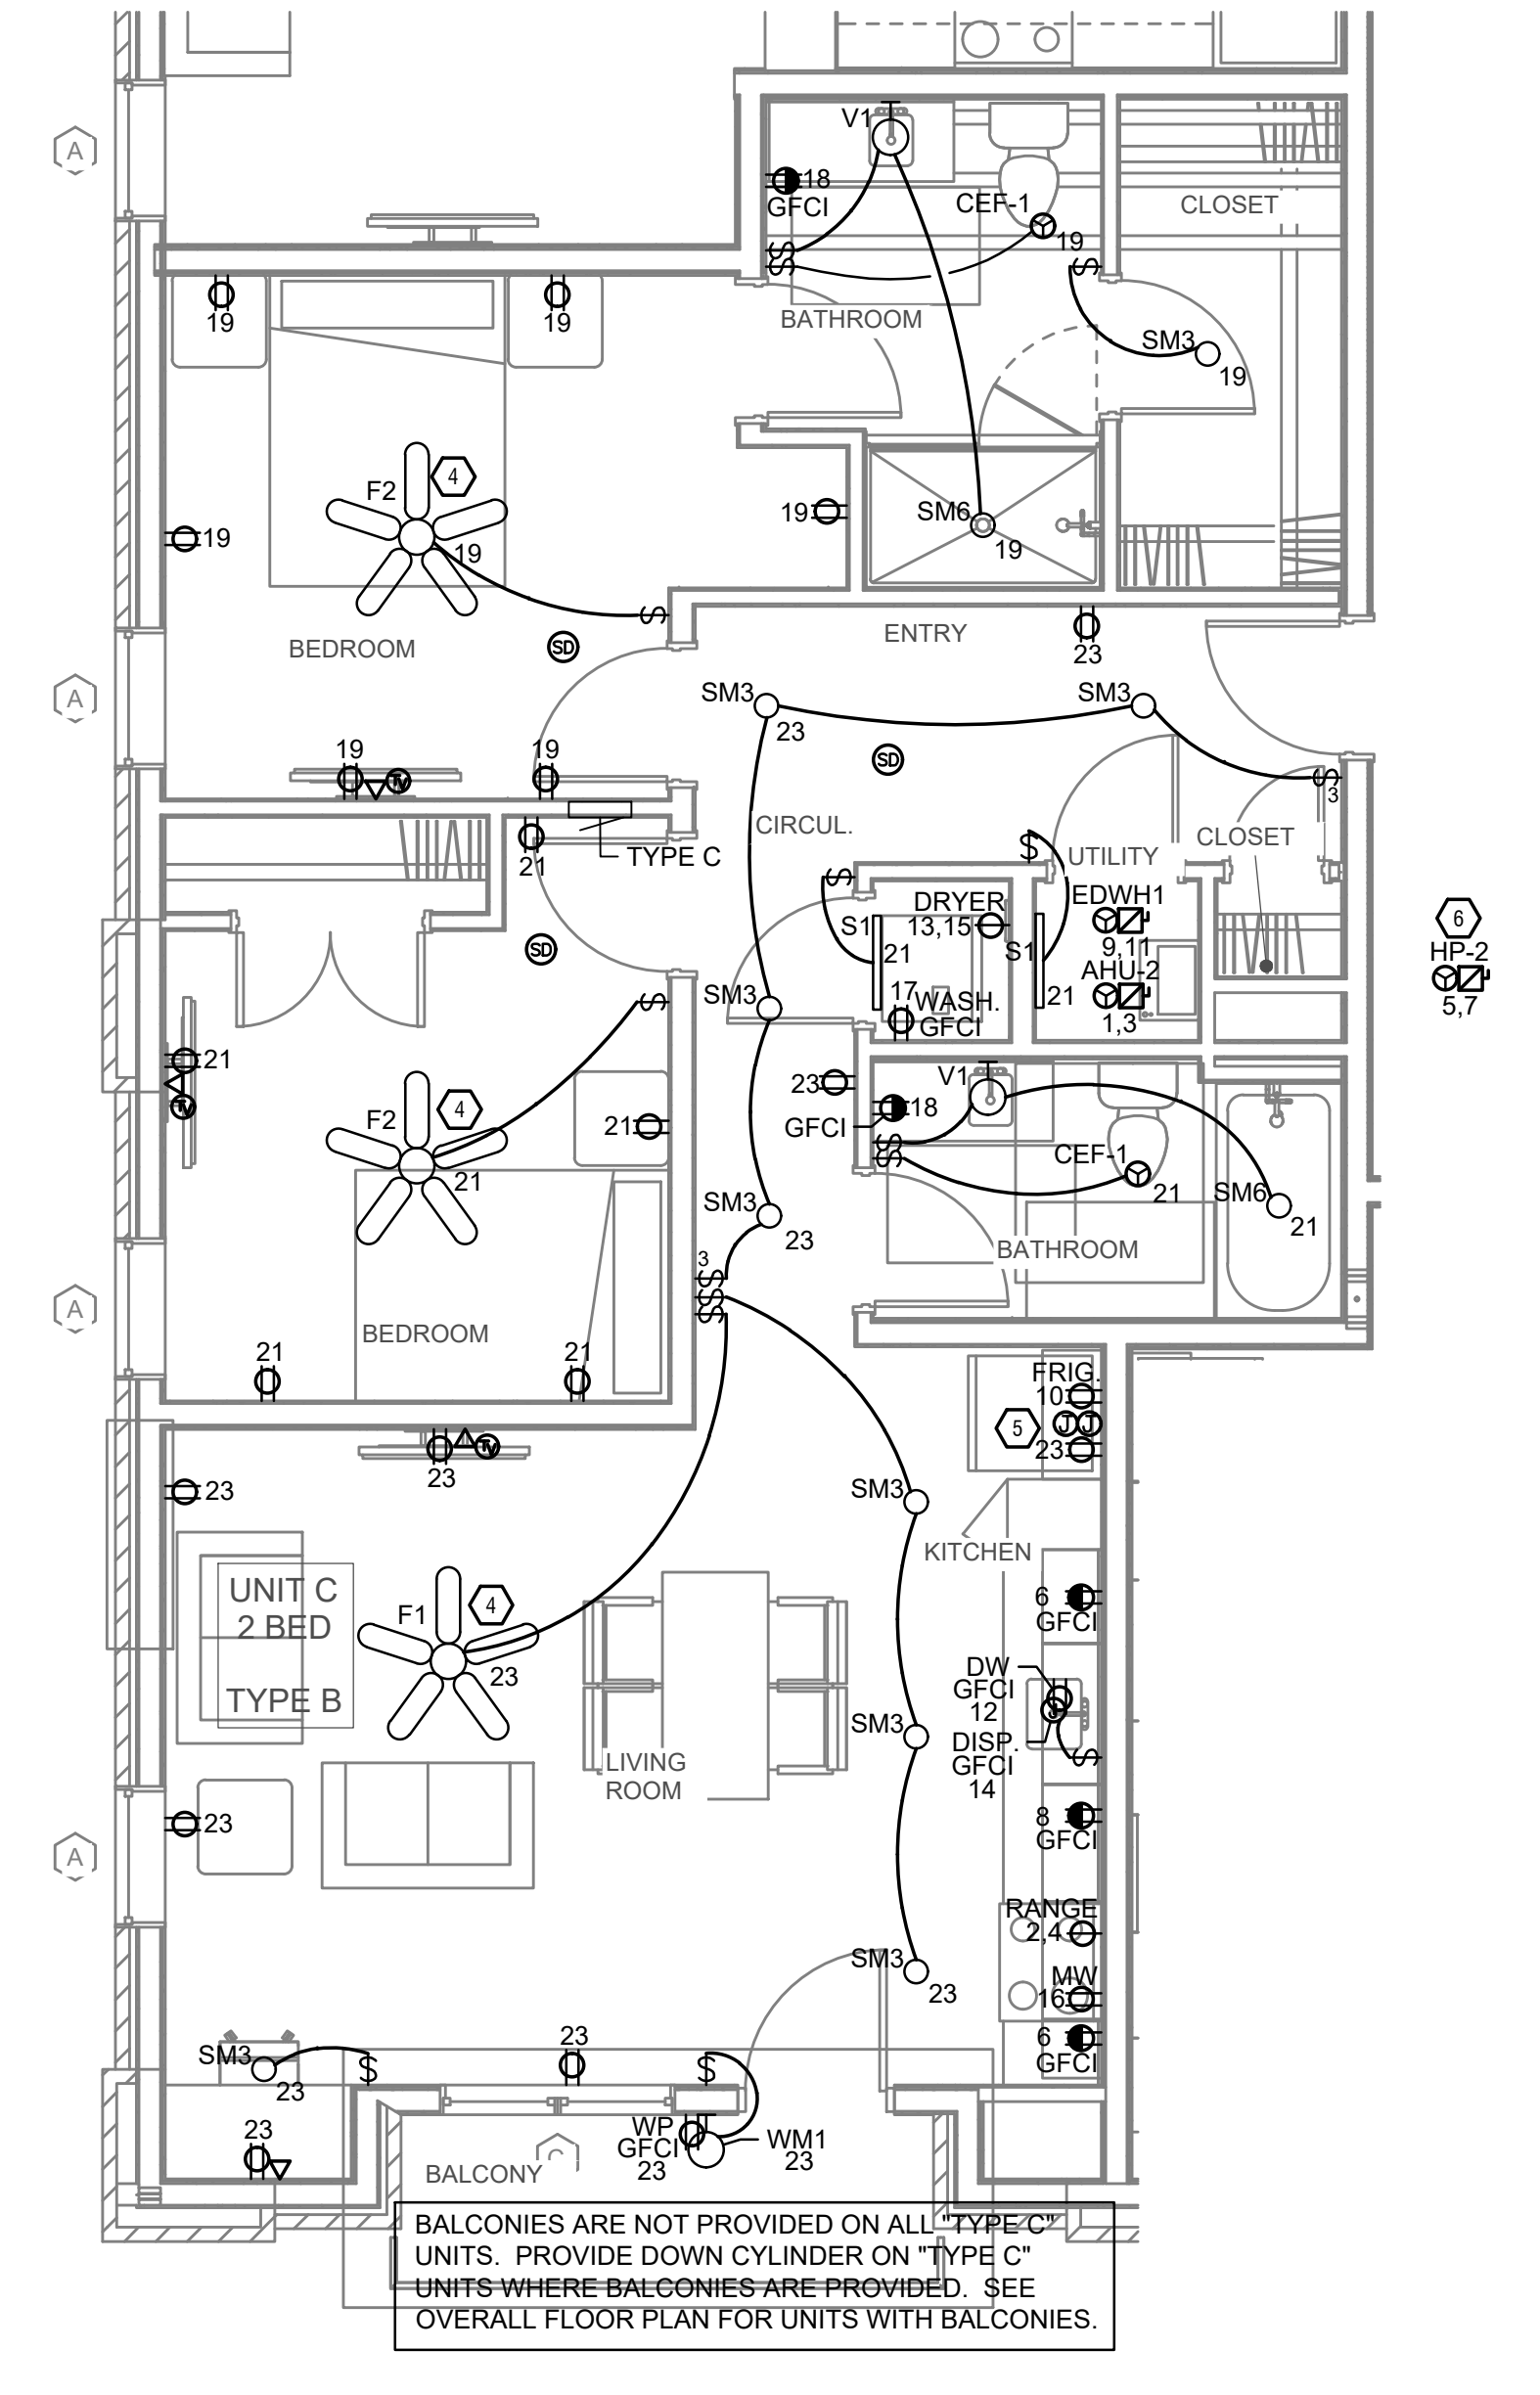 A
V1
18
GFCI
CEF-1
19
CLOSET
BATHROOM
SM3
19
19
19
F2
4
19
19
19
SM6
19
BEDROOM
SD
ENTRY
23
A
SM3
23
SM3
SD
3
19
19
TV
CIRCUL.
CLOSET
21
TYPE C
UTILITY
DRYER
13,15
S1
21
S1
21
EDWH1
9,11
AHU-2
1,3
6
HP-2
5,7
SD
SM3
17
WASH.
GFCI
21
TV
F2
4
21
21
23
V1
18
GFCI
CEF-1
21
SM6
21
BATHROOM
SM3
23
3
A
BEDROOM
21
21
FRIG.
10
J J
5
23
TV
23
23
SM3
KITCHEN
UNIT C
2 BED
TYPE B
F1
4
23
6
GFCI
DW
GFCI
12
DISP.
GFCI
14
SM3
LIVING
ROOM
8
GFCI
23
A
RANGE
2,4
SM3
23
MW
16
6
GFCI
SM3
23
23
23
WP
GFCI
23
WM1
23
C
BALCONY
BALCONIES ARE NOT PROVIDED ON ALL "TYPE C"
UNITS. PROVIDE DOWN CYLINDER ON "TYPE C"
UNITS WHERE BALCONIES ARE PROVIDED. SEE
OVERALL FLOOR PLAN FOR UNITS WITH BALCONIES.